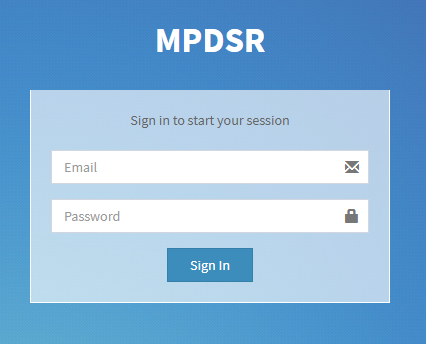 MPDSR
Sign in to start your session
Email
Password
Sign In